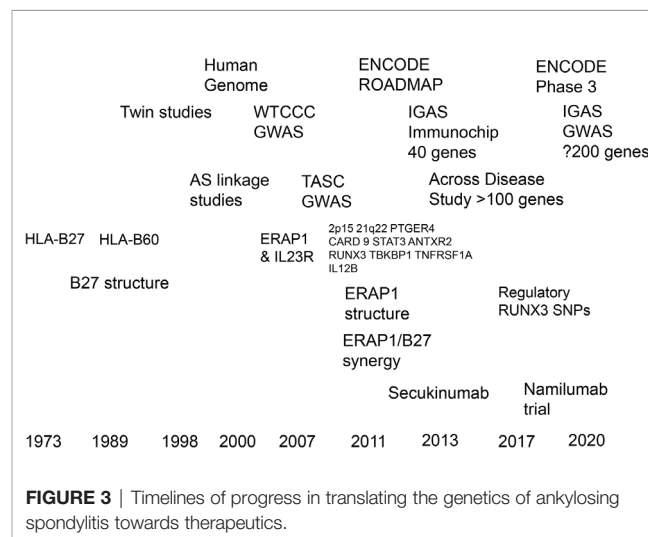 Human
Genome
ENCODE
ROADMAP
ENCODE
Phase 3
Twin studies
WTCCC
GWAS
IGAS
Immunochip
40 genes
IGAS
GWAS
?200 genes
AS linkage
studies
TASC
GWAS
Across Disease
Study >100 genes
HLA-B27
HLA-B60
ERAP1
& IL23R
2p15 21q22 PTGER4
CARD 9 STAT3 ANTXR2
RUNX3 TBKBP1 TNFRSF1A
IL12B
B27 structure
ERAP1
structure
Regulatory
RUNX3 SNPs
ERAP1/B27
synergy
Secukinumab
Namilumab
trial
1973 1989 1998 2000 2007 2011 2013 2017 2020
FIGURE 3 | Timelines of progress in translating the genetics of ankylosing
spondylitis towards therapeutics.